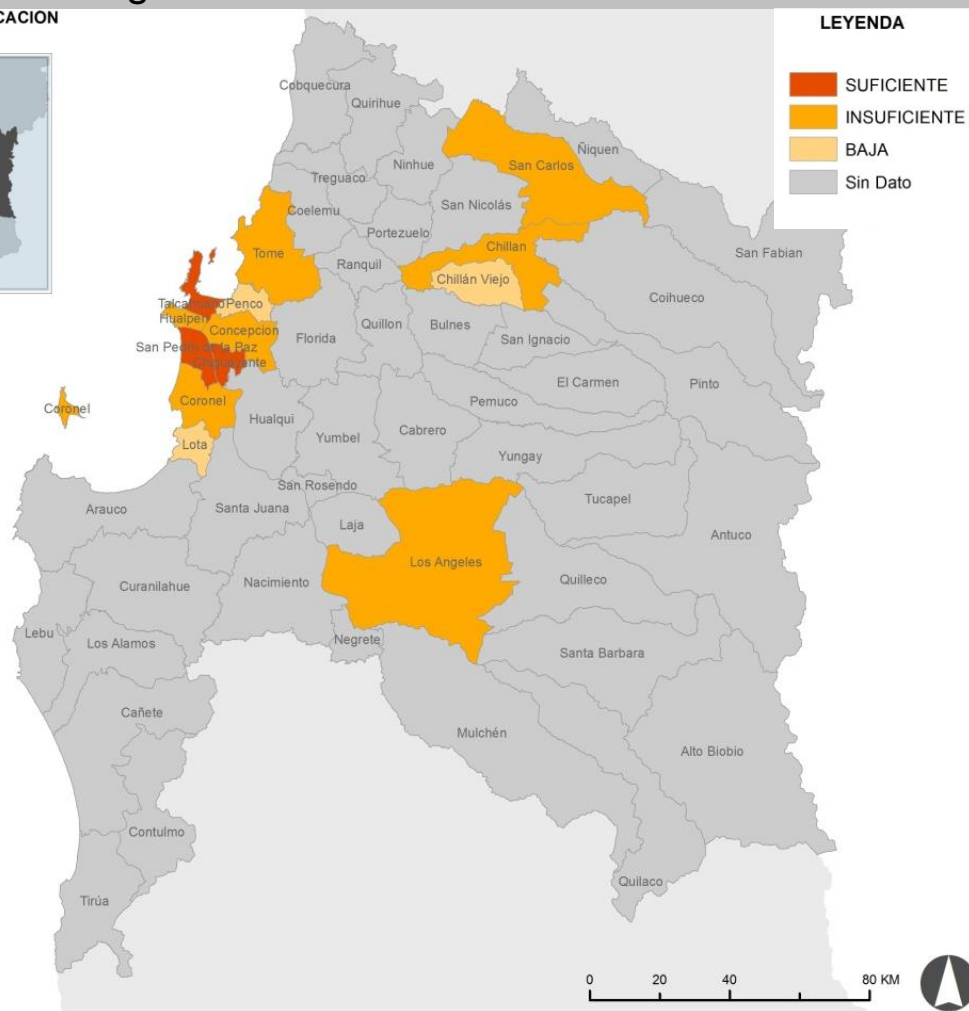 CACION
LEYENDA
SUFICIENTE
INSUFICIENTE
BAJA
Sin Dato
Cobquecura
Quirihue
Ñiquen
Ninhue
San Carlos
Treguaco
San Nicolás
Coelemu
Portezuelo
Tome
Chillan
San Fabian
Ranquil
Chillán Viejo
Coihueco
Talcahuano
Penco
Hualpen
Concepcion
Quillon
Bulnes
Florida
San Ignacio
San Pedro de la Paz
Chiguayante
El Carmen
Pinto
Coronel
Coronel
Pemuco
Hualqui
Cabrero
Yumbel
Lota
Yungay
San Rosendo
Tucapel
Arauco
Santa Juana
Laja
Antuco
Los Angeles
Curanilahue
Nacimiento
Quilleco
Lebu
Los Alamos
Negrete
Santa Barbara
Cañete
Mulchén
Alto Biobio
Contulmo
Quilaco
Tirúa
0 20 40 80 KM